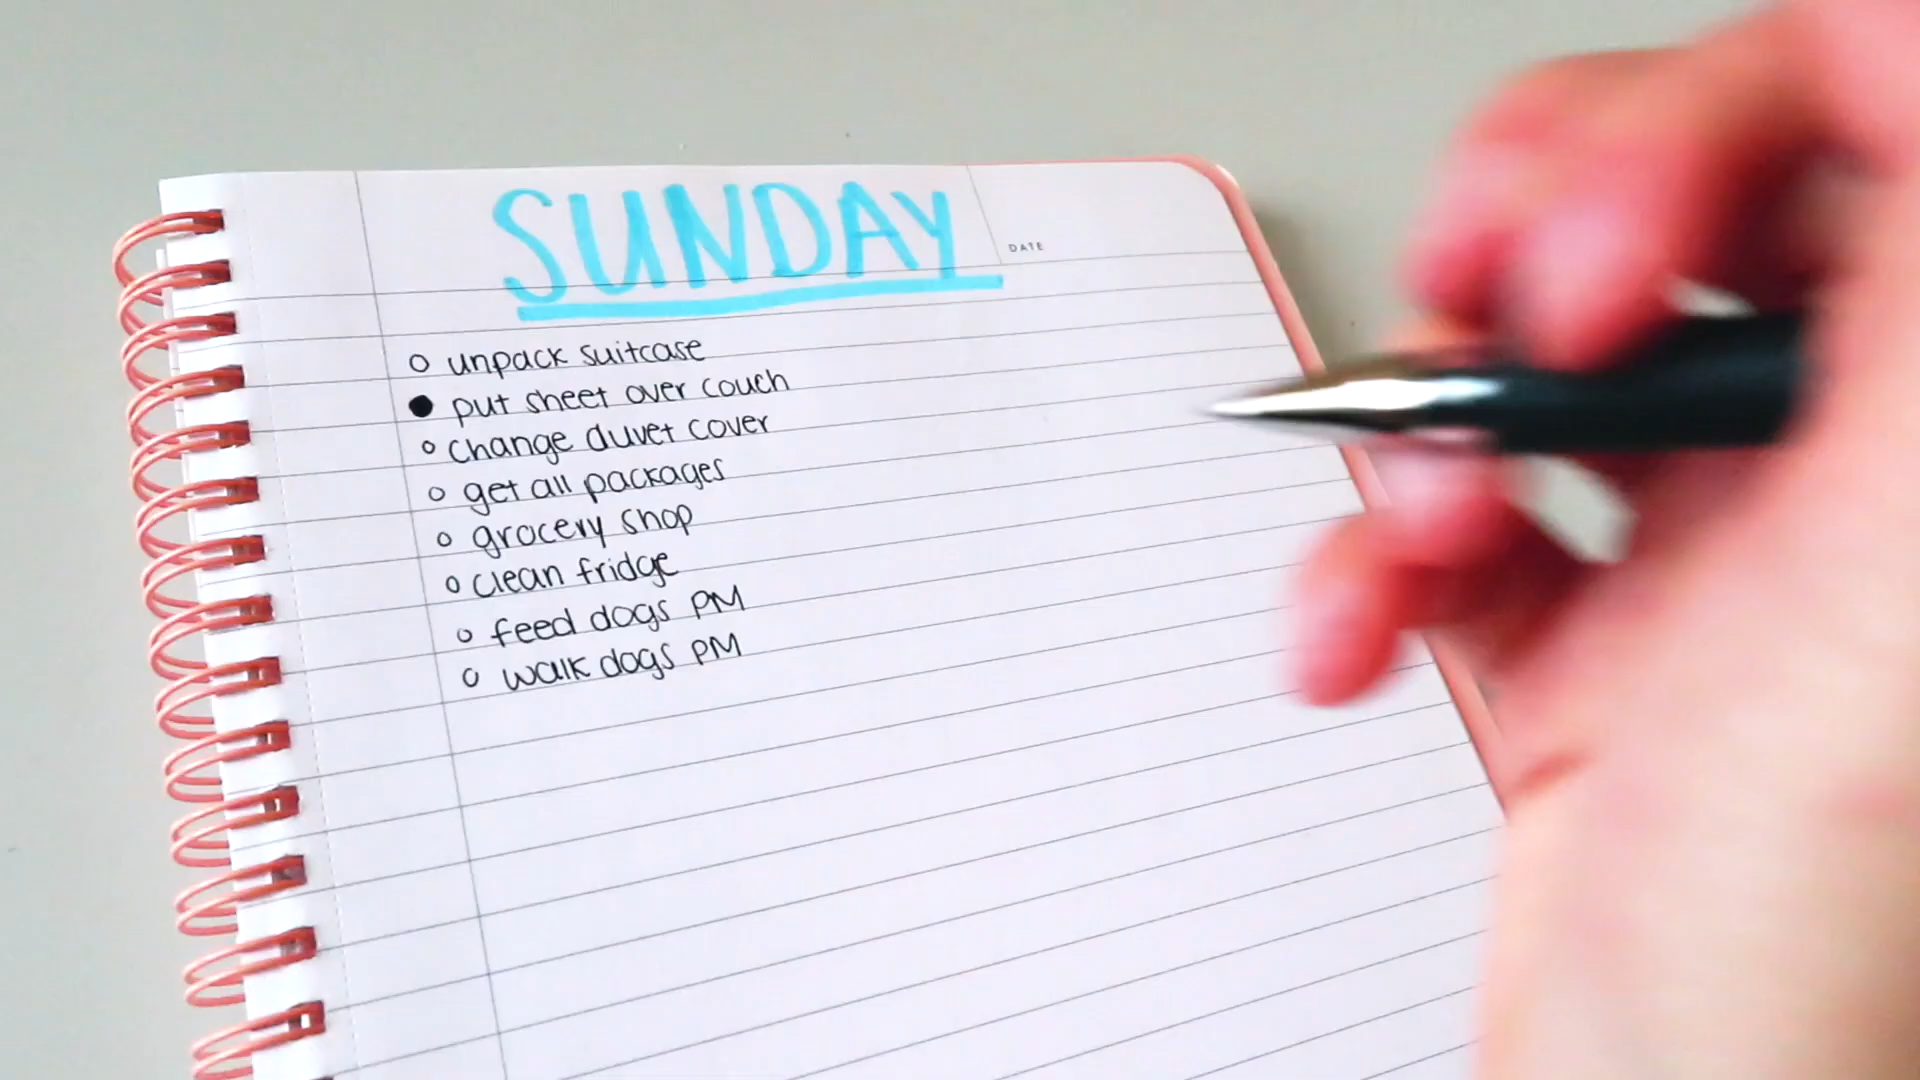 SUNDAY
DATE
unpack suitcase
put sheet over couch
change duvet cover
get all packages
grocery shop
clean fridge
feed dogs PM
walk dogs PM